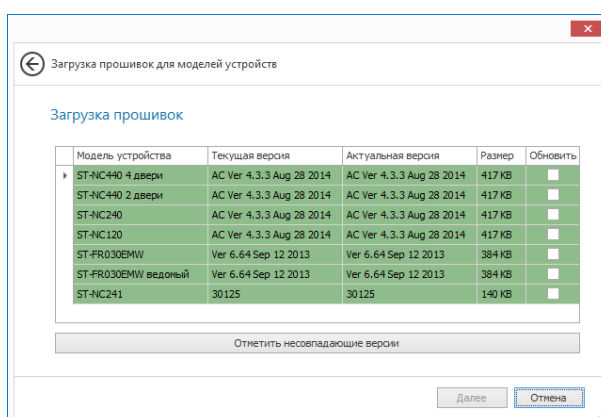 Загрузка прошивок для моделей устройств
Загрузка прошивок
Модель устройства Текущая версия Актуальная версия Размер Обновить
ST-NC440 4 двери AC Ver 4.3.3 Aug 28 2014 AC Ver 4.3.3 Aug 28 2014 417 KB
ST-NC440 2 двери AC Ver 4.3.3 Aug 28 2014 AC Ver 4.3.3 Aug 28 2014 417 KB
ST-NC240 AC Ver 4.3.3 Aug 28 2014 AC Ver 4.3.3 Aug 28 2014 417 KB
ST-NC120 AC Ver 4.3.3 Aug 28 2014 AC Ver 4.3.3 Aug 28 2014 417 KB
ST-FR030EMW Ver 6.64 Sep 12 2013 Ver 6.64 Sep 12 2013 384 KB
ST-FR030EMW ведомый Ver 6.64 Sep 12 2013 Ver 6.64 Sep 12 2013 384 KB
ST-NC241 30125 30125 140 KB
Отметить несовпадающие версии
Далее Отмена